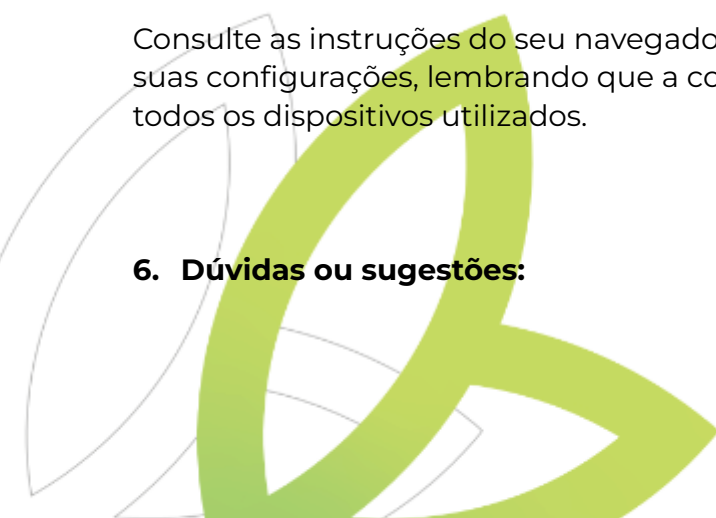 Consulte as instruções do seu navegado
suas configurações, lembrando que a co
todos os dispositivos utilizados.
6. Dúvidas ou sugestões: